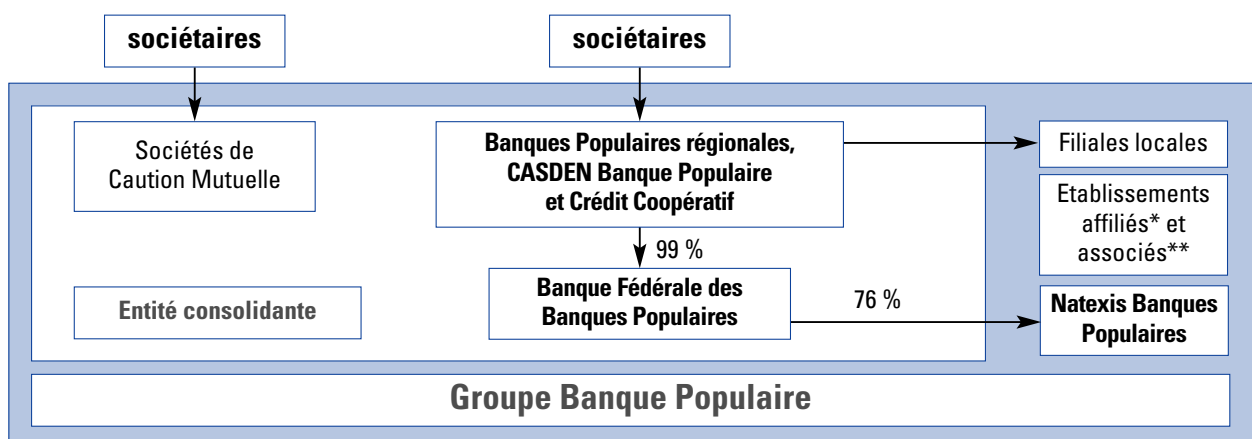 sociétaires
sociétaires
Sociétés de
Caution Mutuelle
Banques Populaires régionales,
CASDEN Banque Populaire
et Crédit Coopératif
Filiales locales
Etablissements
affiliés* et
associés**
99 %
Entité consolidante
Banque Fédérale des
Banques Populaires
76 %
Natexis Banques
Populaires
Groupe Banque Populaire